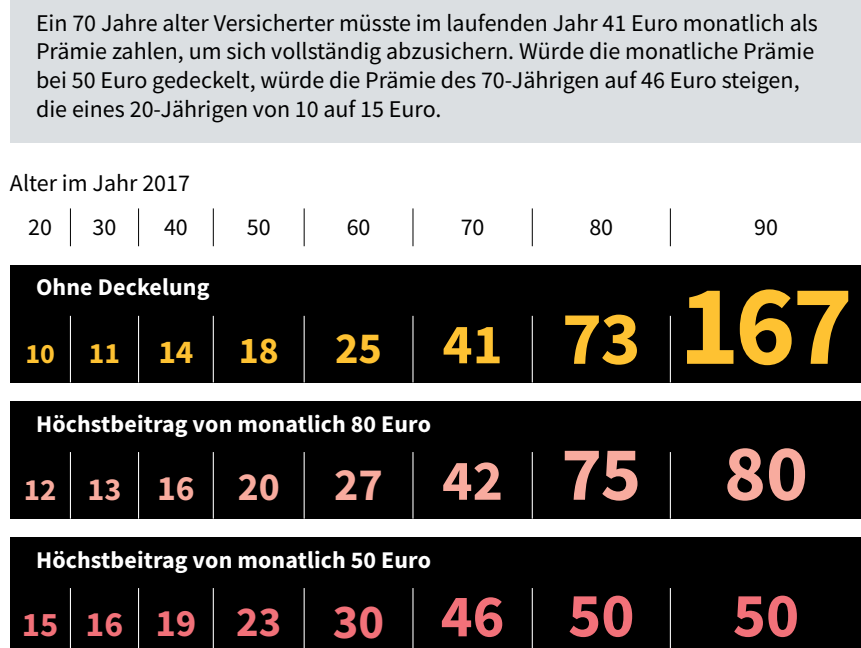 Ein 70 Jahre alter Versicherter müsste im laufenden Jahr 41 Euro monatlich als
Prämie zahlen, um sich vollständig abzusichern. Würde die monatliche Prämie
bei 50 Euro gedeckelt, würde die Prämie des 70-Jährigen auf 46 Euro steigen,
die eines 20-Jährigen von 10 auf 15 Euro.
Alter im Jahr 2017
20 30 40 50 60 70 80 90
Ohne Deckelung
10 11 14 18 25 41 73 167
Höchstbeitrag von monatlich 80 Euro
12 13 16 20 27 42 75 80
Höchstbeitrag von monatlich 50 Euro
15 16 19 23 30 46 50 50